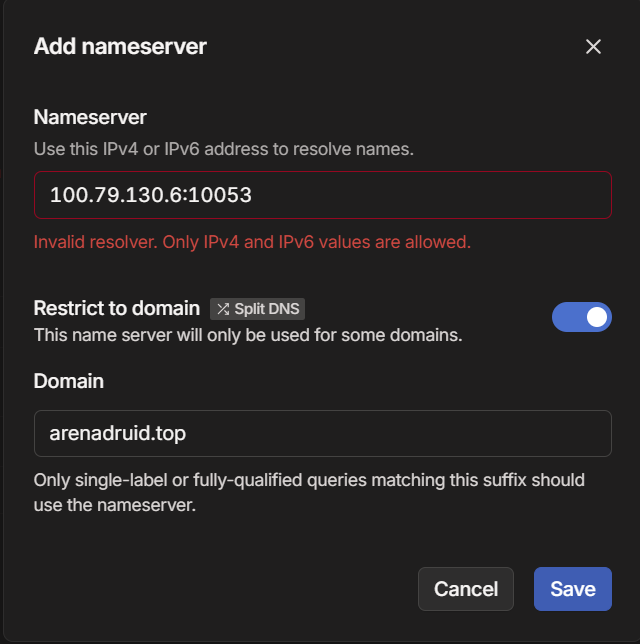 Add nameserver
Nameserver
Use this IPv4 or IPv6 address to resolve names.
100.79.130.6:10053
Invalid resolver. Only IPv4 and IPv6 values are allowed.
Restrict to domain Split DNS
This name server will only be used for some domains.
Domain
arenadruid.top
Only single-label or fully-qualified queries matching this suffix should
use the nameserver.
Cancel Save